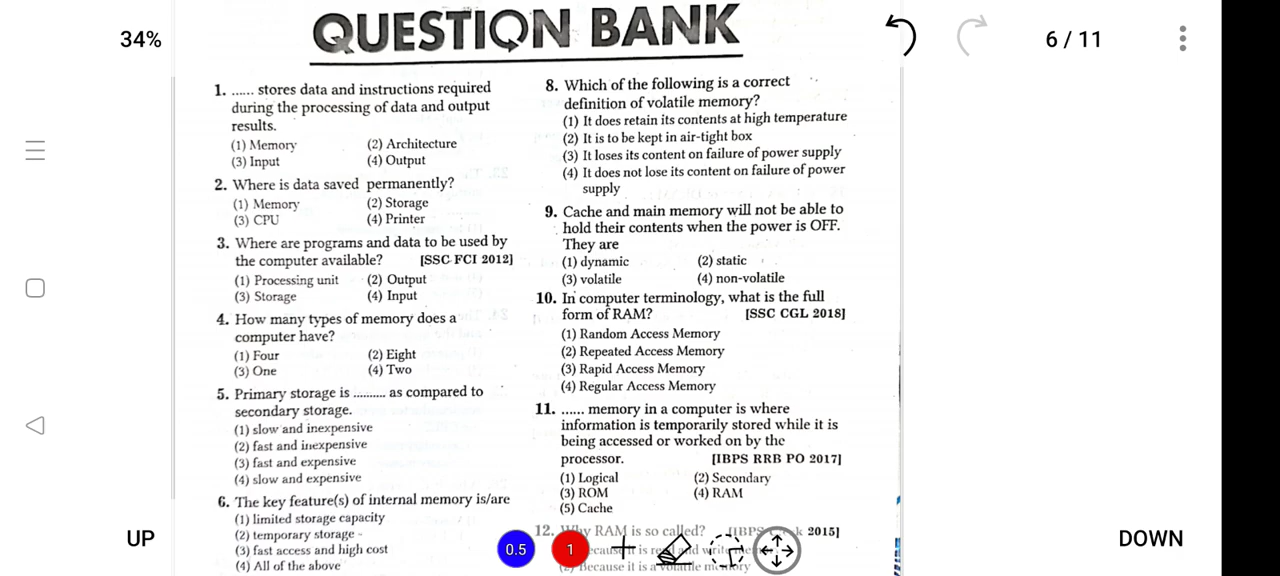 34%
QUESTION BANK
6 / 11
1. ...... stores data and instructions required
during the processing of data and output
results.
(1) Memory (2) Architecture
(3) Input (4) Output
2. Where is data saved permanently?
(1) Memory (2) Storage
(3) CPU (4) Printer
3. Where are programs and data to be used by
the computer available? [SSC FCI 2012]
(1) Processing unit (2) Output
(3) Storage (4) Input
4. How many types of memory does a
computer have?
(1) Four (2) Eight
(3) One (4) Two
5. Primary storage is .......... as compared to
secondary storage.
(1) slow and inexpensive
(2) fast and inexpensive
(3) fast and expensive
(4) slow and expensive
6. The key feature(s) of internal memory is/are
(1) limited storage capacity
(2) temporary storage
(3) fast access and high cost
(4) All of the above
8. Which of the following is a correct
definition of volatile memory?
(1) It does retain its contents at high temperature
(2) It is to be kept in air-tight box
(3) It loses its content on failure of power supply
(4) It does not lose its content on failure of power
supply
9. Cache and main memory will not be able to
hold their contents when the power is OFF.
They are
(1) dynamic (2) static
(3) volatile (4) non-volatile
10. In computer terminology, what is the full
form of RAM? [SSC CGL 2018]
(1) Random Access Memory
(2) Repeated Access Memory
(3) Rapid Access Memory
(4) Regular Access Memory
11. ...... memory in a computer is where
information is temporarily stored while it is
being accessed or worked on by the
processor. [IBPS RRB PO 2017]
(1) Logical (2) Secondary
(3) ROM (4) RAM
(5) Cache
12. Why RAM is so called? [IBPS 2015]
is and
(2) Because it is a volatile memory
UP
0.5
1
DOWN